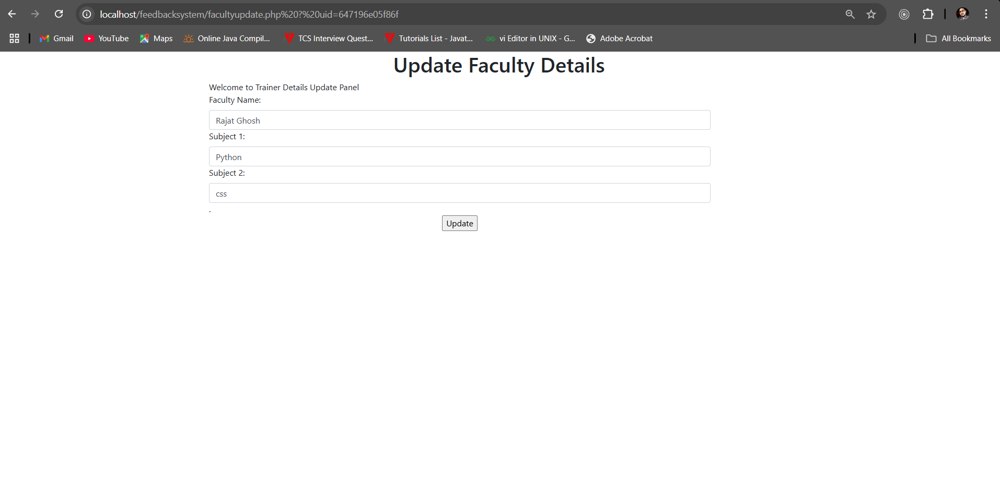 localhost/feedbacksystem/facultyupdate.php%20?%20uid=647196e05f86f
Gmail YouTube Maps Online Java Compil... TCS Interview Quest... Tutorials List - Javat... vi Editor in UNIX - G... Adobe Acrobat All Bookmarks
Update Faculty Details
Welcome to Trainer Details Update Panel
Faculty Name:
Rajat Ghosh
Subject 1:
Python
Subject 2:
css
.
Update